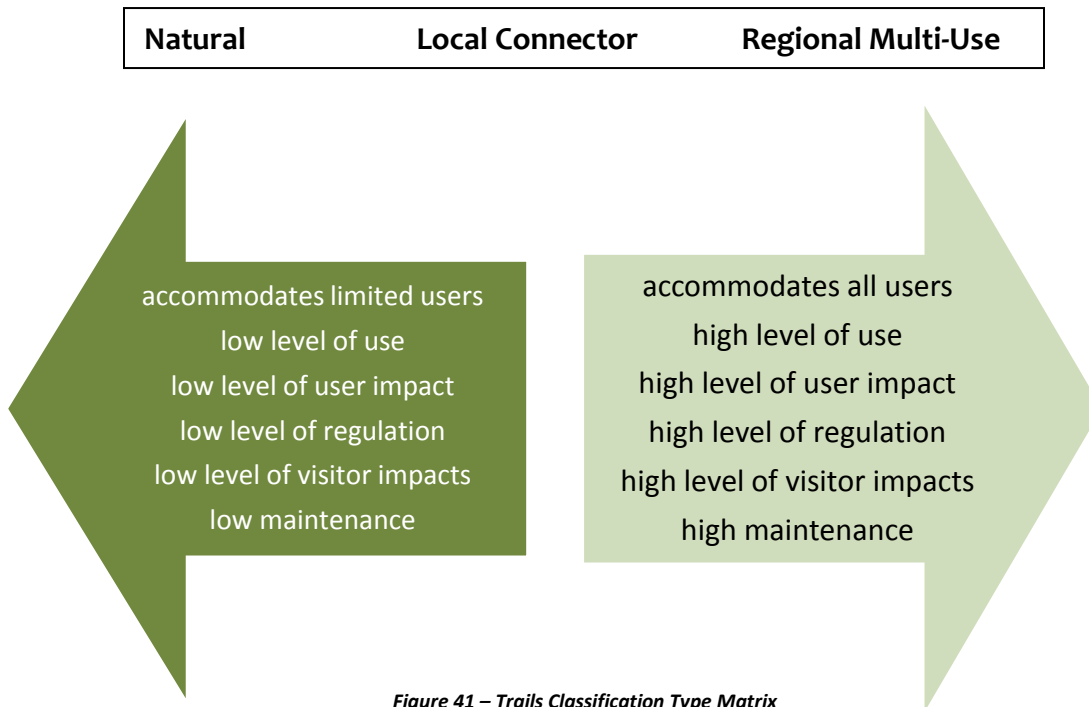 Natural Local Connector Regional Multi-Use
accommodates limited users
low level of use
low level of user impact
low level of regulation
low level of visitor impacts
low maintenance
accommodates all users
high level of use
high level of user impact
high level of regulation
high level of visitor impacts
high maintenance
Figure 41 – Trails Classification Type Matrix